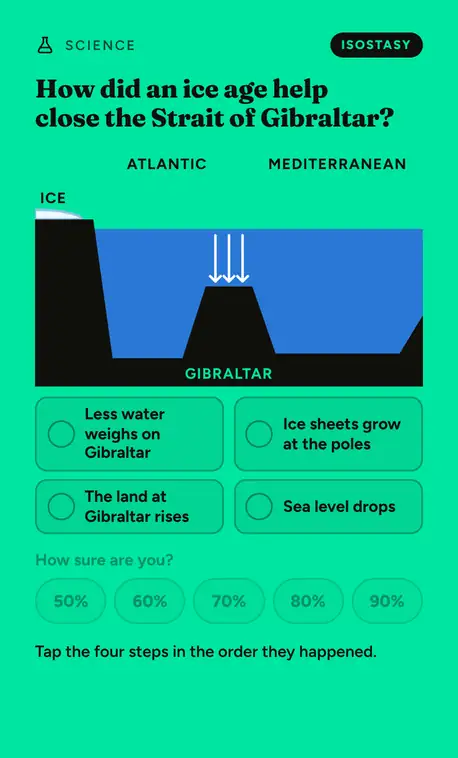 SCIENCE
ISOSTASY
How did an ice age help
close the Strait of Gibraltar?
ATLANTIC
MEDITERRANEAN
ICE
GIBRALTAR
Less water
weighs on
Gibraltar
Ice sheets grow
at the poles
The land at
Gibraltar rises
Sea level drops
How sure are you?
50%
60%
70%
80%
90%
Tap the four steps in the order they happened.